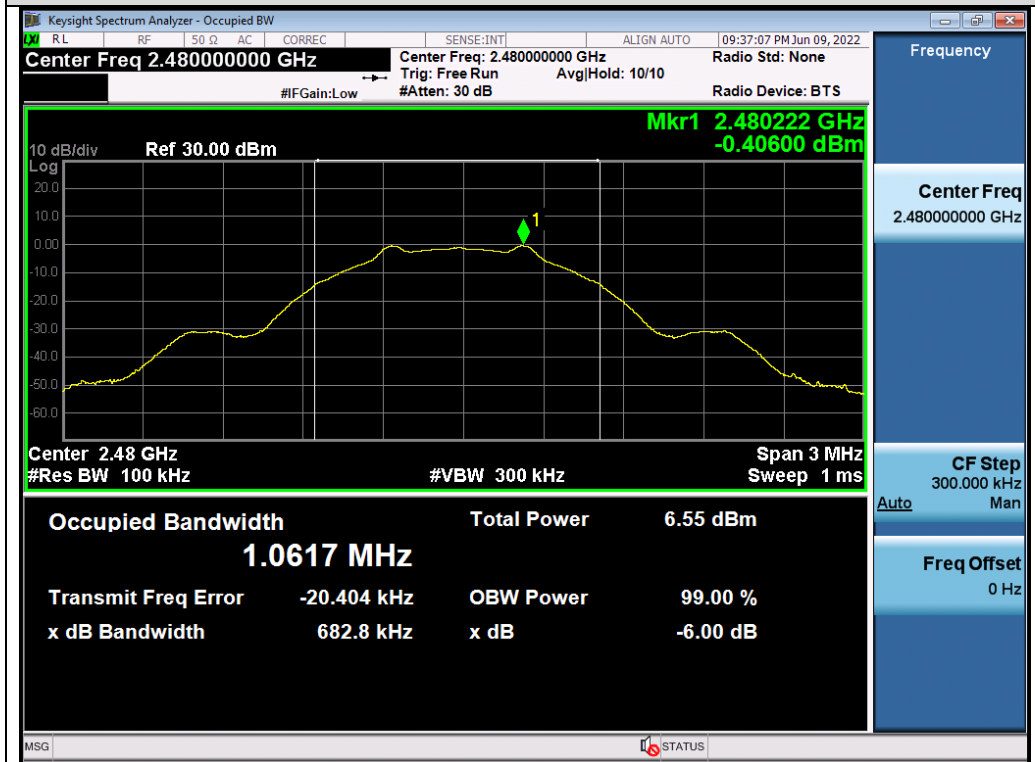 Keysight Spectrum Analyzer - Occupied BW
LXI RL RF 50 Ω AC CORREC SENSE:INT ALIGN AUTO 09:37:07 PM Jun 09, 2022
Center Freq 2.480000000 GHz
#IFGain:Low
Center Freq: 2.480000000 GHz
Trig: Free Run Avg|Hold: 10/10
#Atten: 30 dB
Radio Std: None
Radio Device: BTS
Frequency
Mkr1 2.480222 GHz
-0.40600 dBm
10 dB/div Ref 30.00 dBm
Log
20.0
10.0
0.00
-10.0
-20.0
-30.0
-40.0
-50.0
-60.0
1
Center 2.48 GHz Span 3 MHz
#Res BW 100 kHz #VBW 300 kHz Sweep 1 ms
Center Freq
2.480000000 GHz
CF Step
300.000 kHz
Auto Man
Freq Offset
0 Hz
Occupied Bandwidth Total Power 6.55 dBm
1.0617 MHz
Transmit Freq Error -20.404 kHz OBW Power 99.00 %
x dB Bandwidth 682.8 kHz x dB -6.00 dB
MSG STATUS